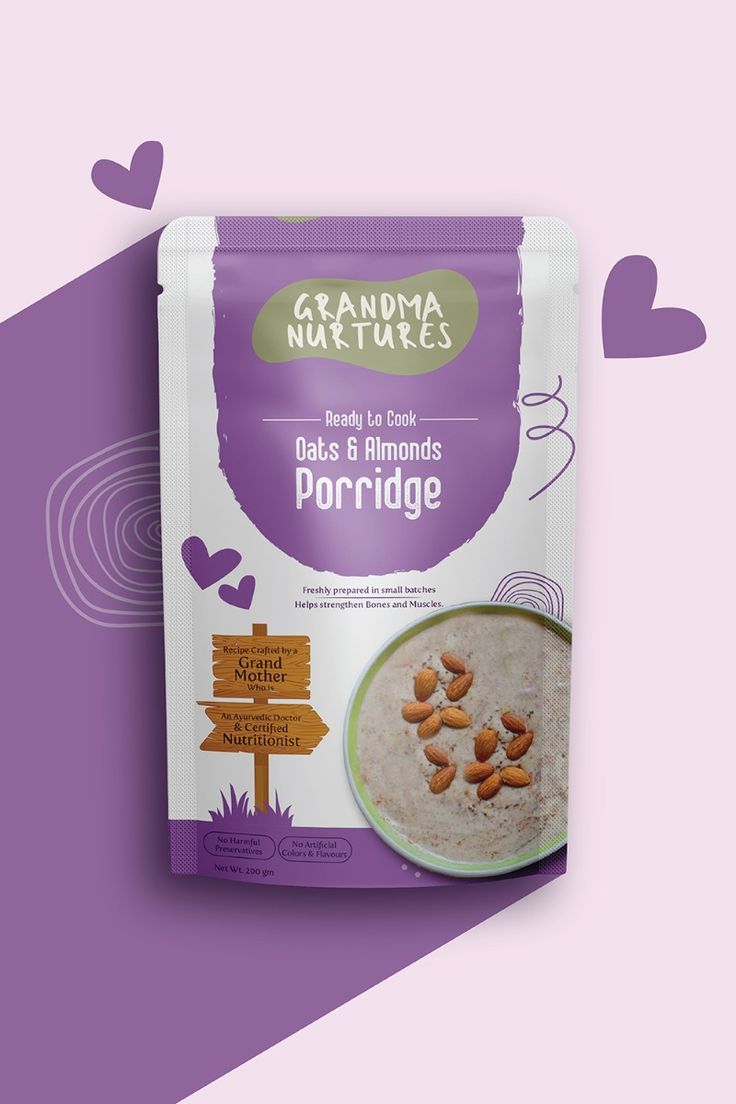 GRANDMA
NURTURES
Ready to Cook
Oats & Almonds
Porridge
Freshly prepared in small batches
Helps strengthen Bones and Muscles.
Recipe Crafted by a
Grand
Mother
Who is
An Ayurvedic Doctor
& Certified
Nutritionist
No Harmful
Preservatives
No Artificial
Colors & Flavours
Net Wt. 200 gm